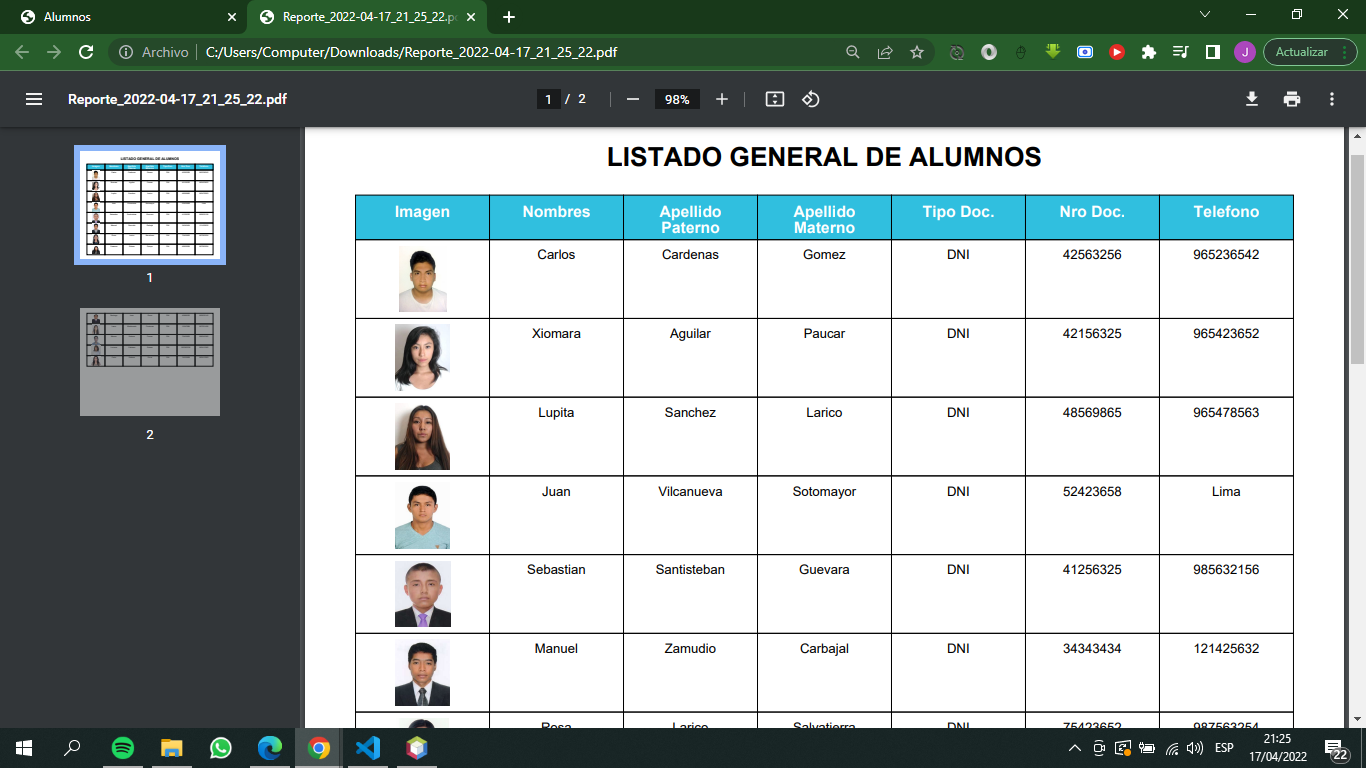 Alumnos
Reporte_2022-04-17_21_25_22.p
Archivo C:/Users/Computer/Downloads/Reporte_2022-04-17_21_25_22.pdf
J Actualizar
Reporte_2022-04-17_21_25_22.pdf 1 / 2 98%
1
2
LISTADO GENERAL DE ALUMNOS
Imagen Nombres Apellido Paterno Apellido Materno Tipo Doc. Nro Doc. Telefono
Carlos Cardenas Gomez DNI 42563256 965236542
Xiomara Aguilar Paucar DNI 42156325 965423652
Lupita Sanchez Larico DNI 48569865 965478563
Juan Vilcanueva Sotomayor DNI 52423658 Lima
Sebastian Santisteban Guevara DNI 41256325 985632156
Manuel Zamudio Carbajal DNI 34343434 121425632
Rosa Larico Salvatierra DNI 75423652 987563254
ESP 21:25
17/04/2022 22